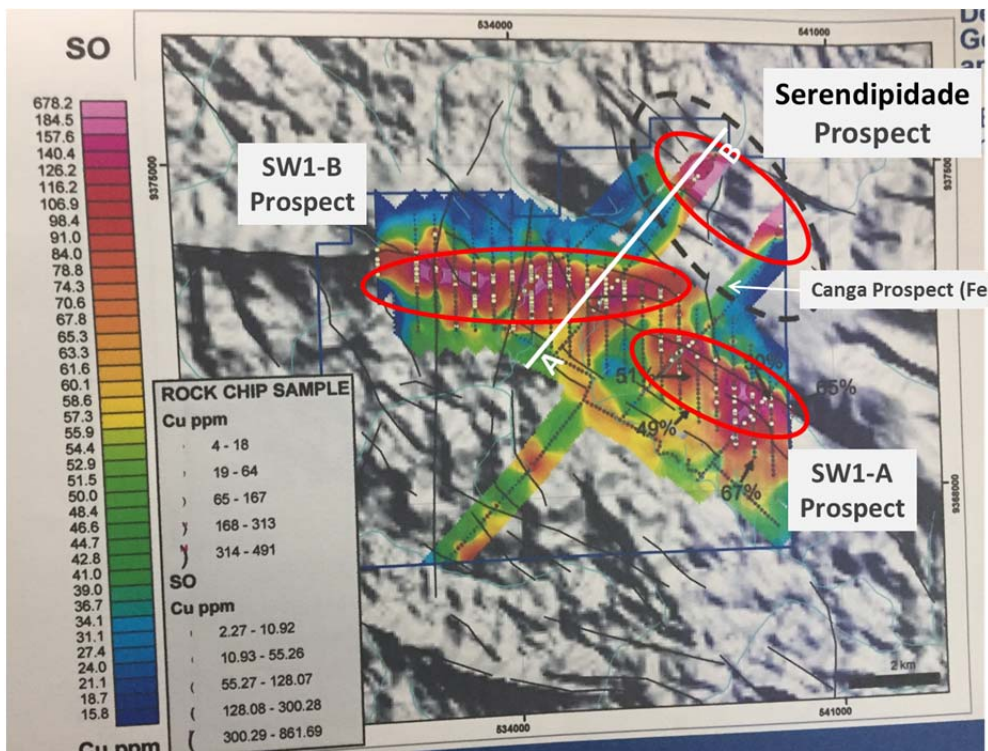 SO
678.2
184.5
157.6
140.4
126.2
116.2
106.9
98.4
91.0
84.0
78.8
74.3
70.6
67.8
65.3
63.3
61.6
60.1
58.6
57.3
55.9
54.4
52.9
51.5
50.0
48.4
46.6
44.7
42.8
41.0
39.0
36.7
34.1
31.1
27.4
24.0
21.1
18.7
15.8
Cu ppm
534000
541000
9375000
Serendipidade
Prospect
SW1-B
Prospect
B
A
Canga Prospect (Fe
51%
50%
65%
49%
67%
SW1-A
Prospect
9368000
ROCK CHIP SAMPLE
Cu ppm
4 - 18
19 - 64
65 - 167
168 - 313
314 - 491
SO
Cu ppm
2.27 - 10.92
10.93 - 55.26
55.27 - 128.07
128.08 - 300.28
300.29 - 861.69
2 km
534000
541000